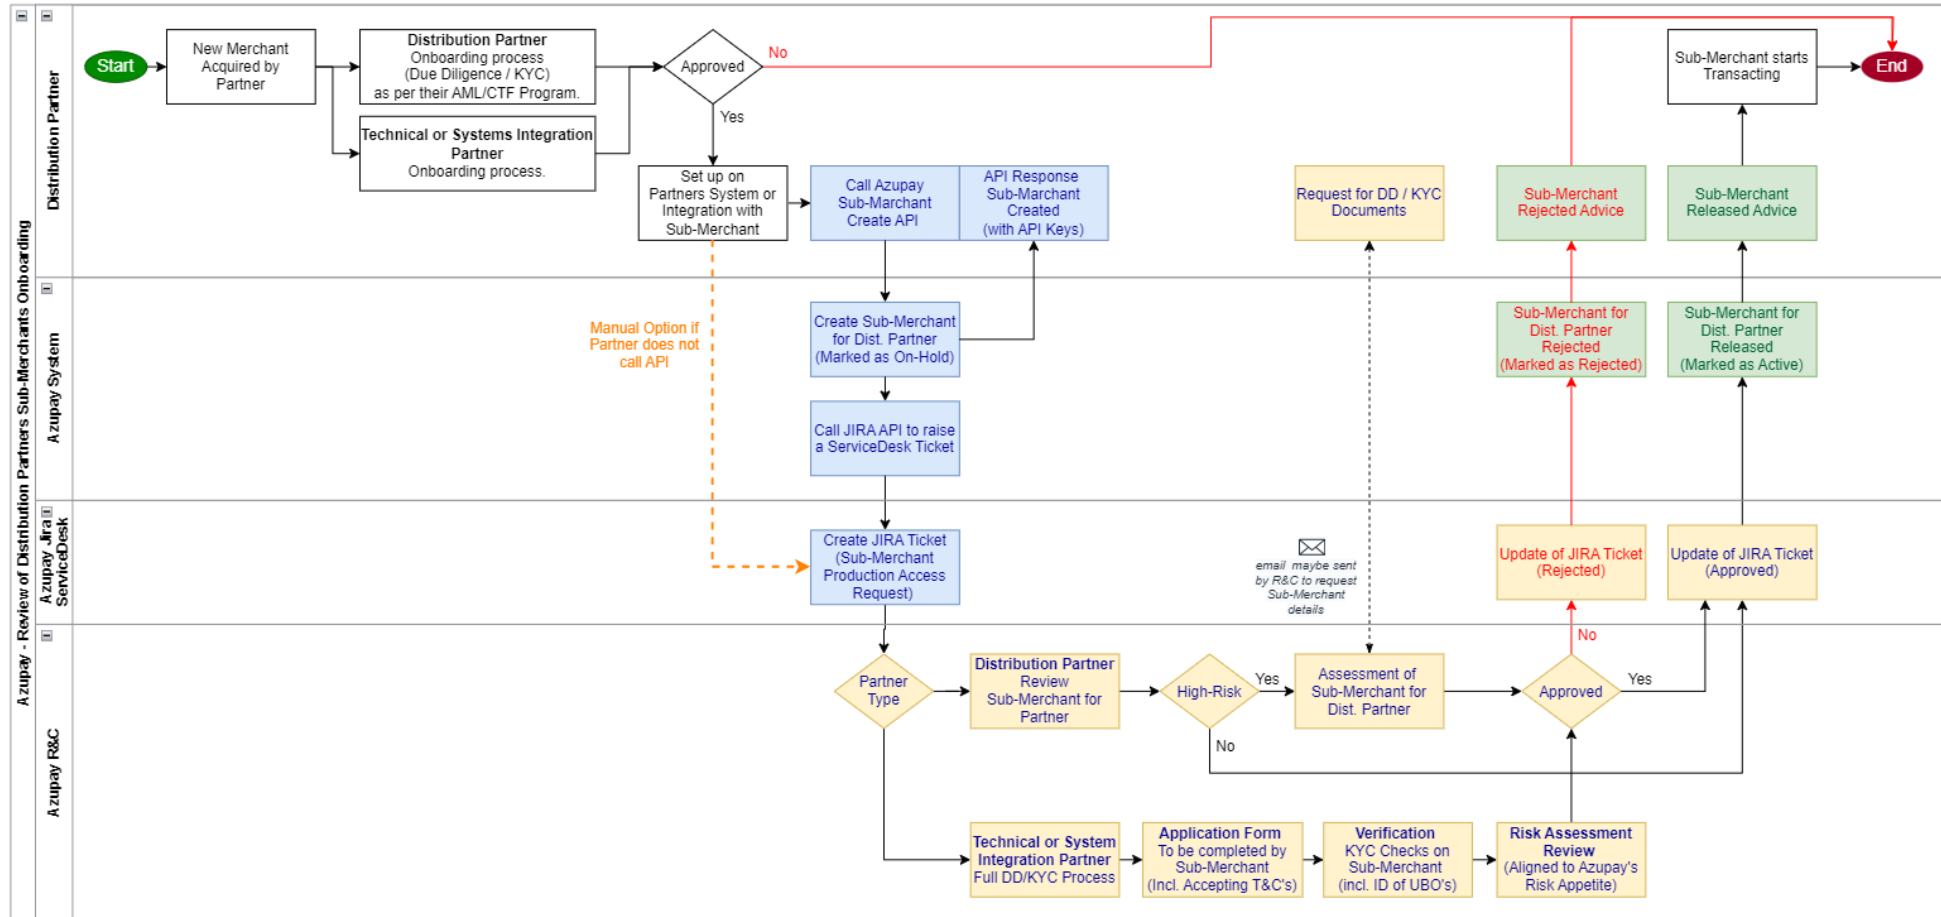 Azupay - Review of Distribution Partners Sub-Merchants Onboarding
Distribution Partner
Start
New Merchant
Acquired by
Partner
Distribution Partner
Onboarding process
(Due Diligence / KYC)
as per their AML/CTF Program.
Technical or Systems Integration
Partner
Onboarding process.
Approved
No
Yes
Set up on
Partners System or
Integration with
Sub-Merchant
Call Azupay
Sub-Marchant
Create API
API Response
Sub-Marchant
Created
(with API Keys)
Request for DD / KYC
Documents
Sub-Merchant
Rejected Advice
Sub-Merchant
Released Advice
Sub-Merchant starts
Transacting
End
Azupay System
Manual Option if
Partner does not
call API
Create Sub-Merchant
for Dist. Partner
(Marked as On-Hold)
Call JIRA API to raise
a ServiceDesk Ticket
Sub-Merchant for
Dist. Partner
Rejected
(Marked as Rejected)
Sub-Merchant for
Dist. Partner
Released
(Marked as Active)
Azupay Jira
ServiceDesk
Create JIRA Ticket
(Sub-Merchant
Production Access
Request)
email maybe sent
by R&C to request
Sub-Merchant
details
Update of JIRA Ticket
(Rejected)
Update of JIRA Ticket
(Approved)
Azupay R&C
Partner
Type
Distribution Partner
Review
Sub-Merchant for
Partner
High-Risk
Yes
No
Assessment of
Sub-Merchant for
Dist. Partner
Approved
No
Yes
Technical or System
Integration Partner
Full DD/KYC Process
Application Form
To be completed by
Sub-Merchant
(Incl. Accepting T&C's)
Verification
KYC Checks on
Sub-Merchant
(incl. ID of UBO's)
Risk Assessment
Review
(Aligned to Azupay's
Risk Appetite)